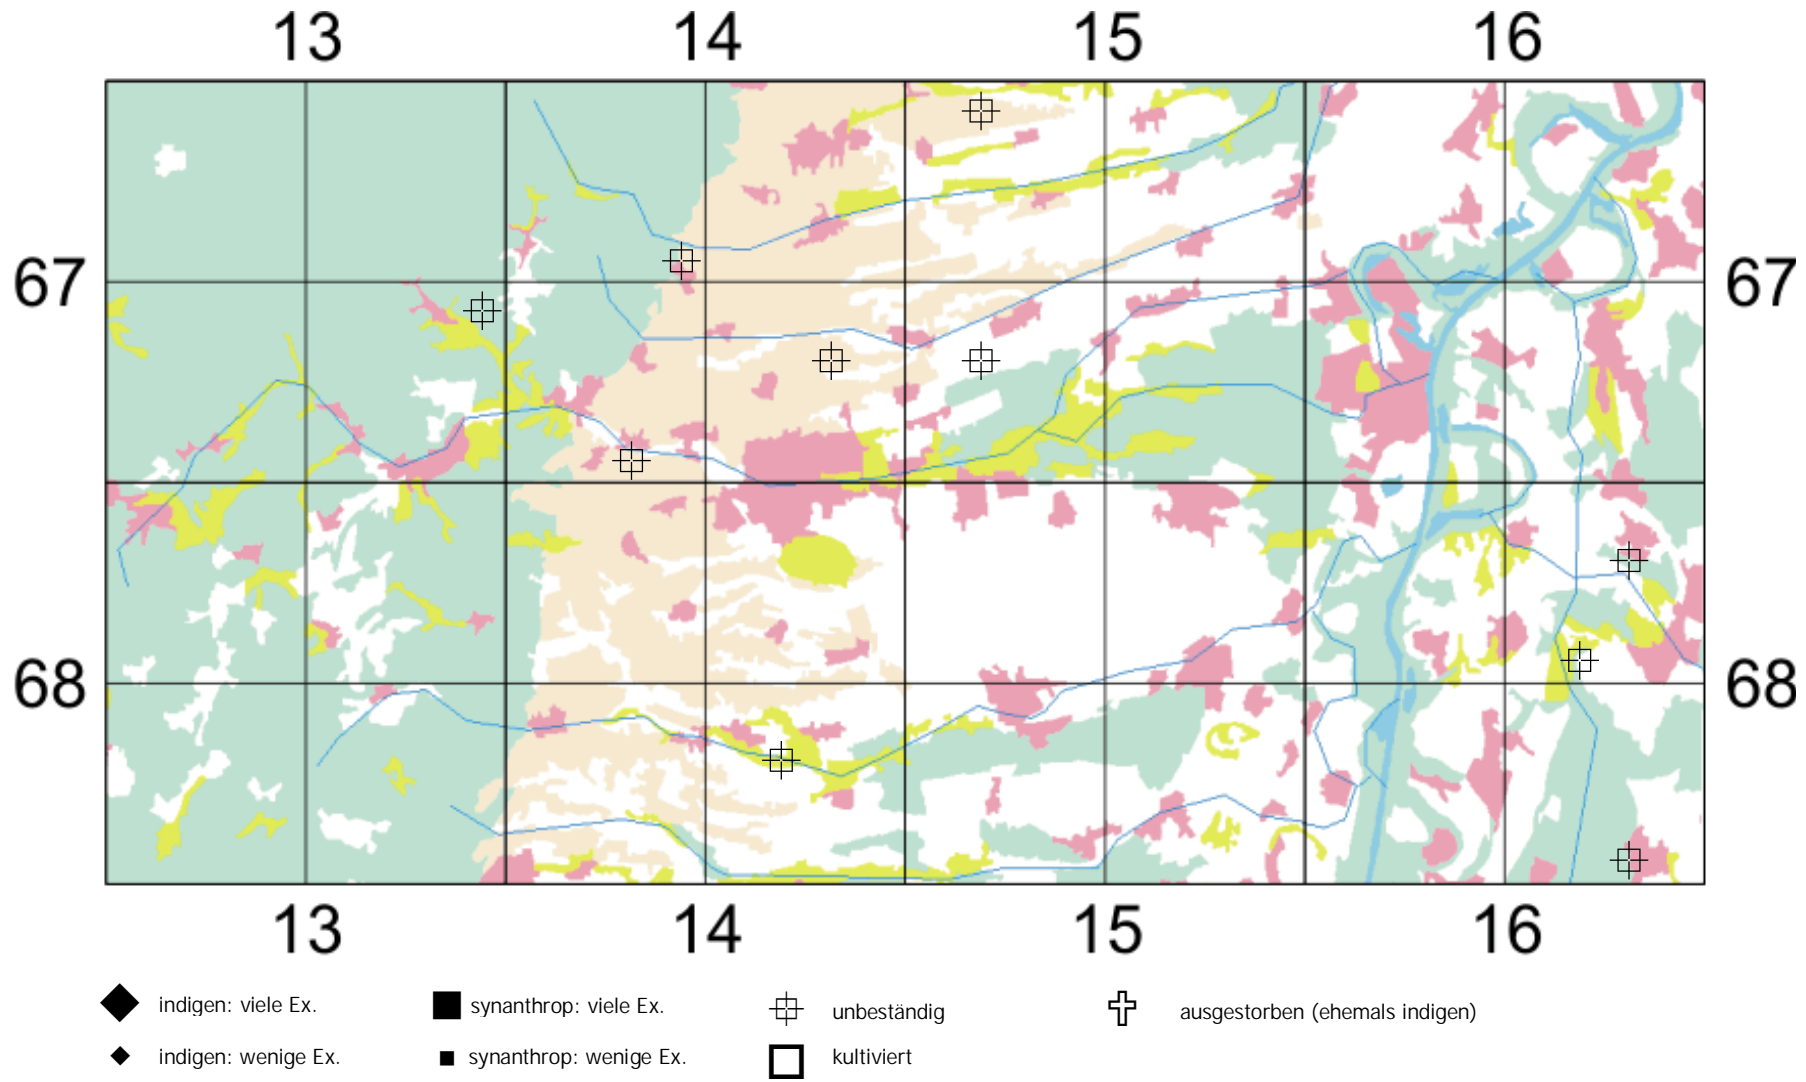 13 14 15 16
67 67
68 68
13 14 15 16
indigen: viele Ex. synanthrop: viele Ex. unbeständig ausgestorben (ehemals indigen)
indigen: wenige Ex. synanthrop: wenige Ex. kultiviert